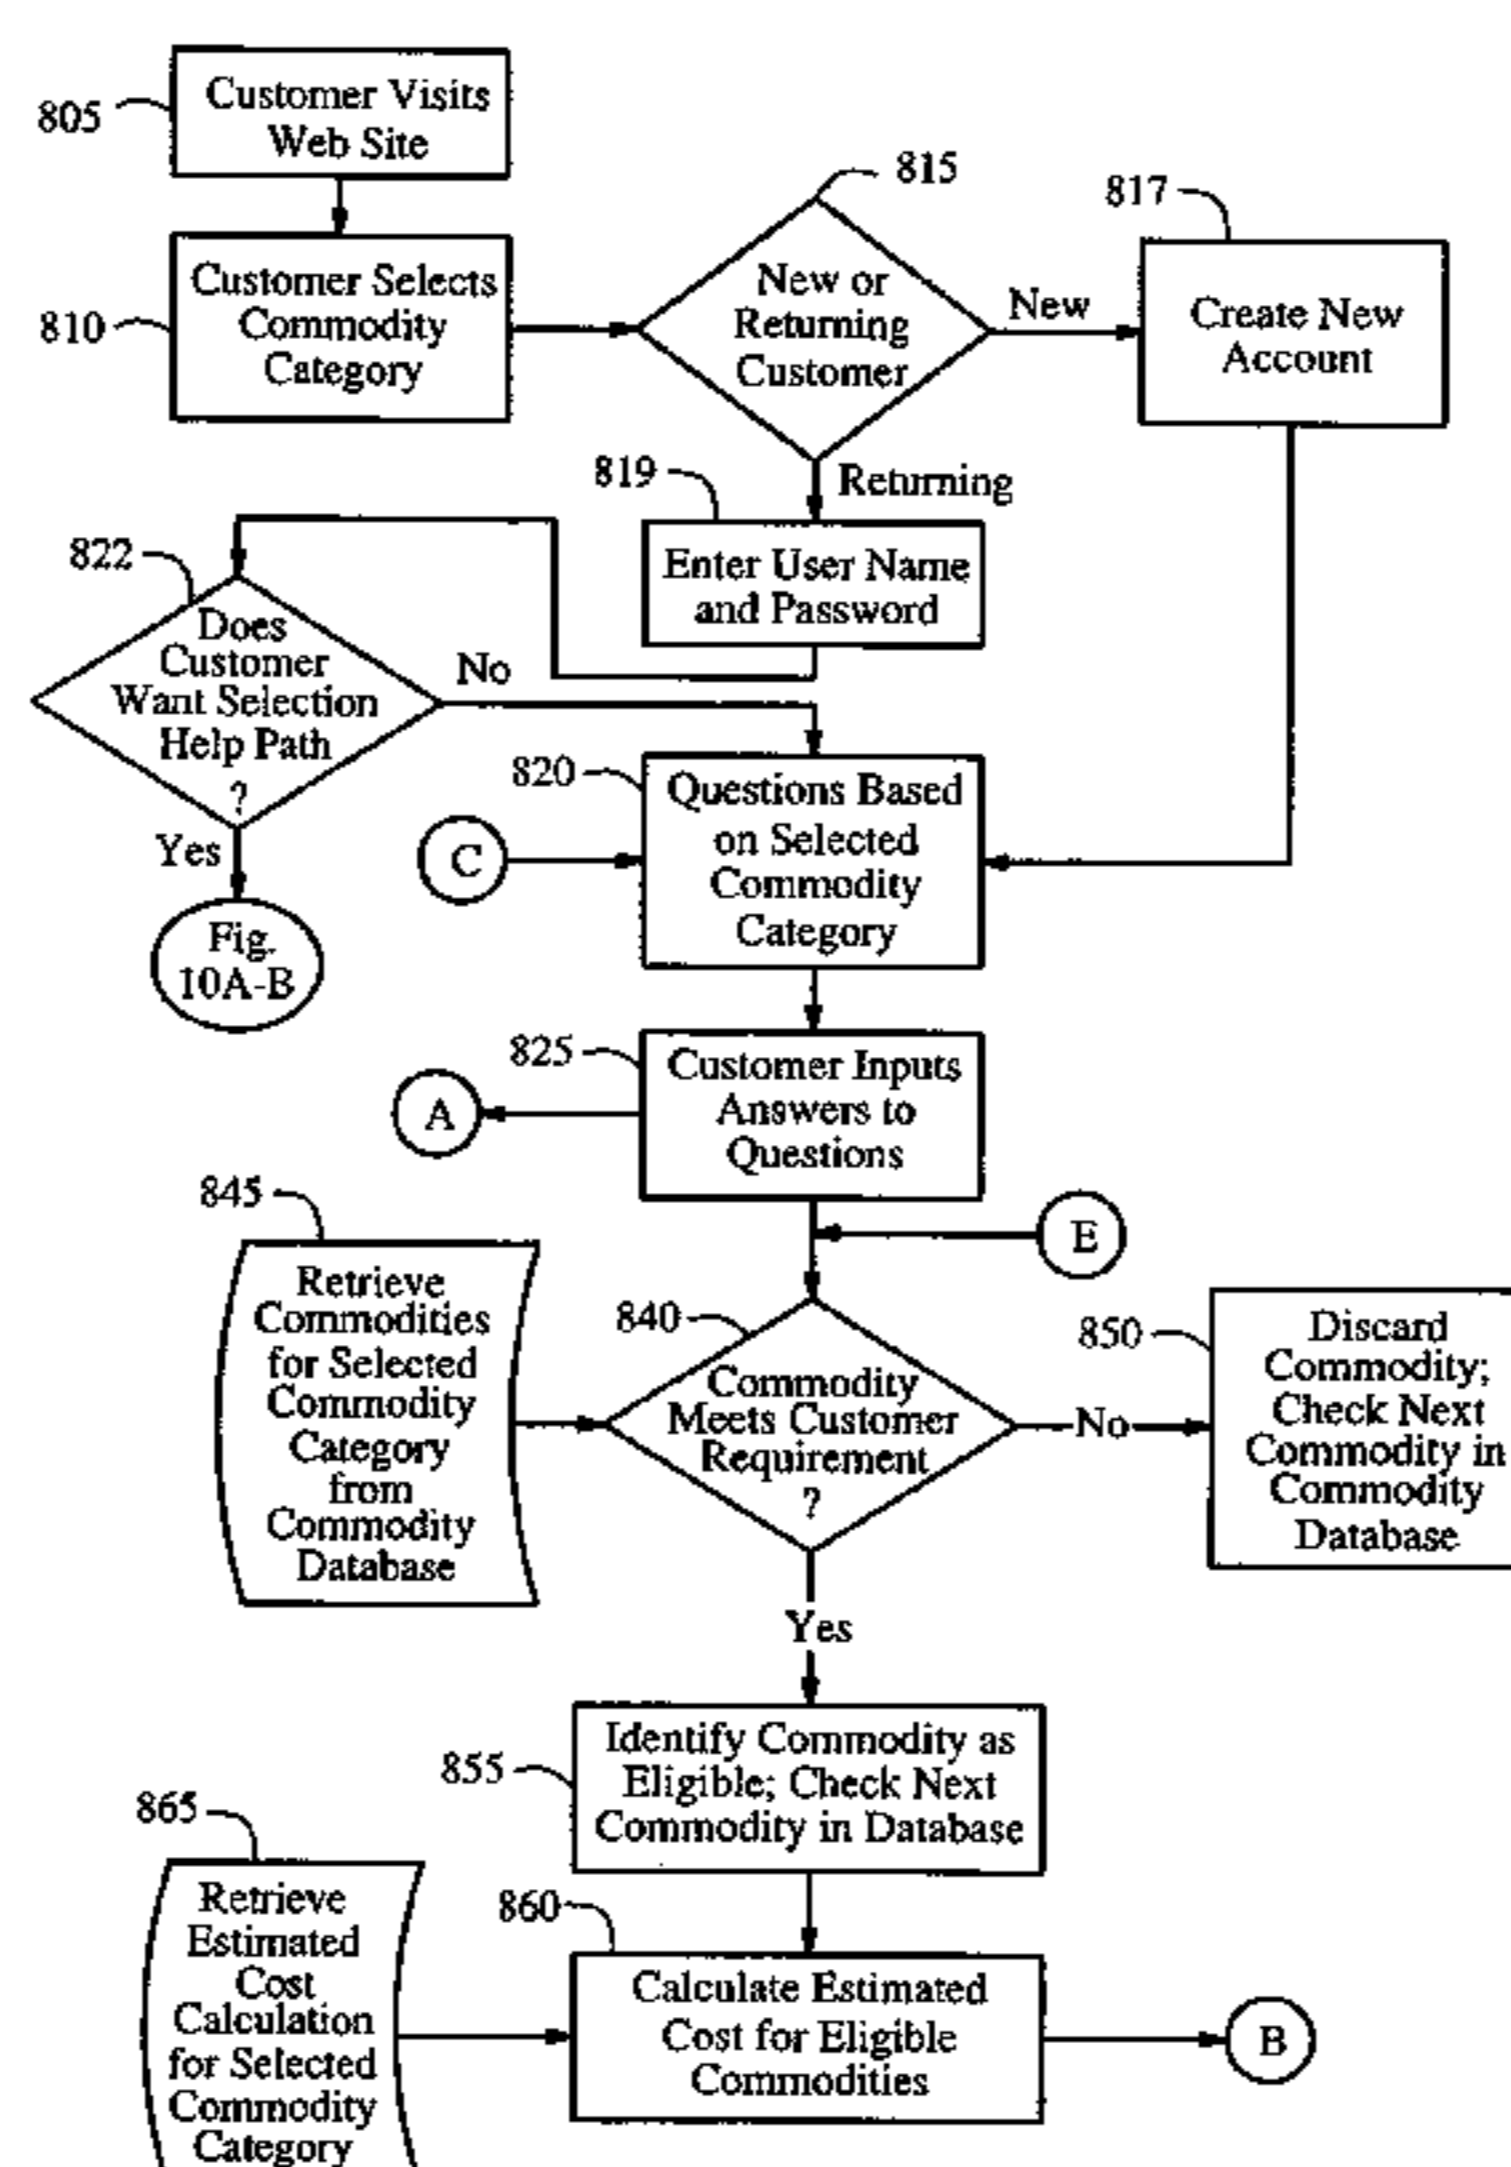 805
Customer Visits
Web Site
810
Customer Selects
Commodity
Category
815
New or
Returning
Customer
New
817
Create New
Account
Returning
819
Enter User Name
and Password
822
Does
Customer
Want Selection
Help Path
?
No
Yes
Fig.
10A-B
820
Questions Based
on Selected
Commodity
Category
C
825
Customer Inputs
Answers to
Questions
A
E
845
Retrieve
Commodities
for Selected
Commodity
Category
from
Commodity
Database
840
Commodity
Meets Customer
Requirement
?
No
850
Discard
Commodity;
Check Next
Commodity in
Commodity
Database
Yes
855
Identify Commodity as
Eligible; Check Next
Commodity in Database
865
Retrieve
Estimated
Cost
Calculation
for Selected
Commodity
Category
860
Calculate Estimated
Cost for Eligible
Commodities
B